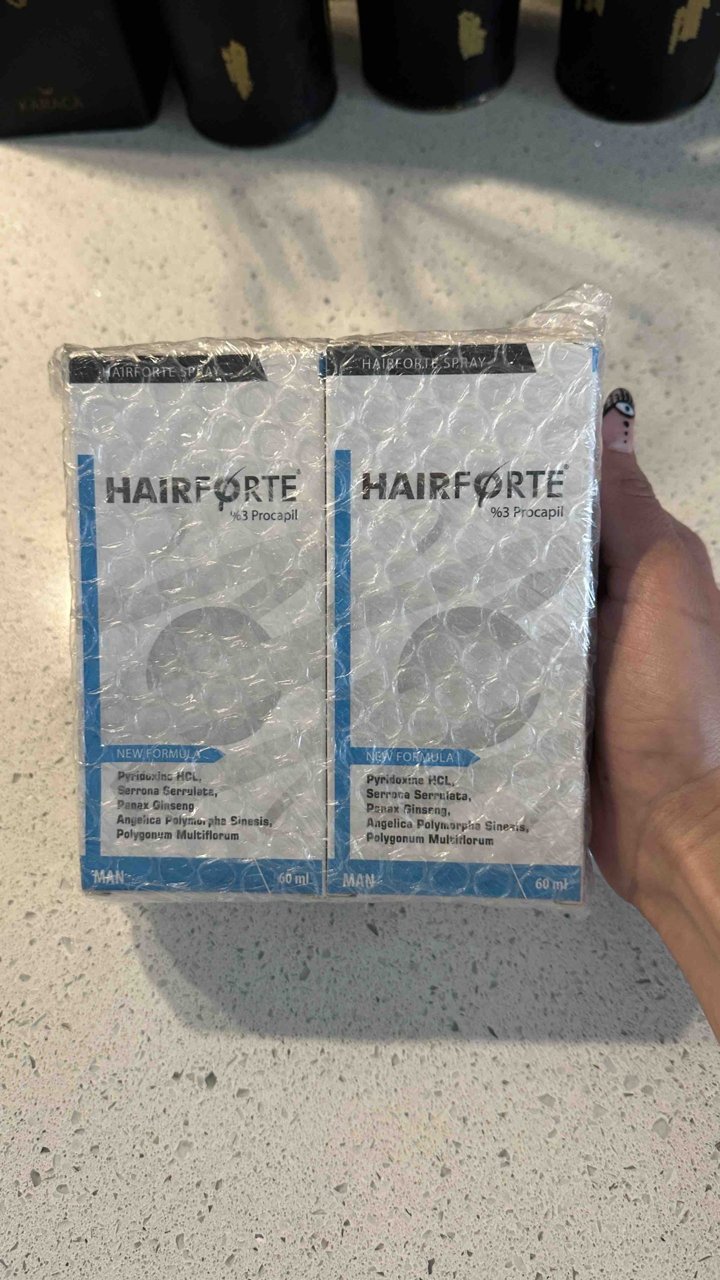 KARACA
HAIRFORTE SPRAY
HAIRFORTE®
%3 Procapil
NEW FORMULA
Pyridoxine HCL,
Serrona Serrulata,
Panax Ginseng
Angelica Polymorpha Sinesis,
Polygonum Multiflorum
MAN
60 ml
HAIRFORTE SPRAY
HAIRFORTE®
%3 Procapil
NEW FORMULA
Pyridoxine HCL,
Serrona Serrulata,
Panax Ginseng,
Angelica Polymorpha Sinesis,
Polygonum Multiflorum
MAN
60 ml